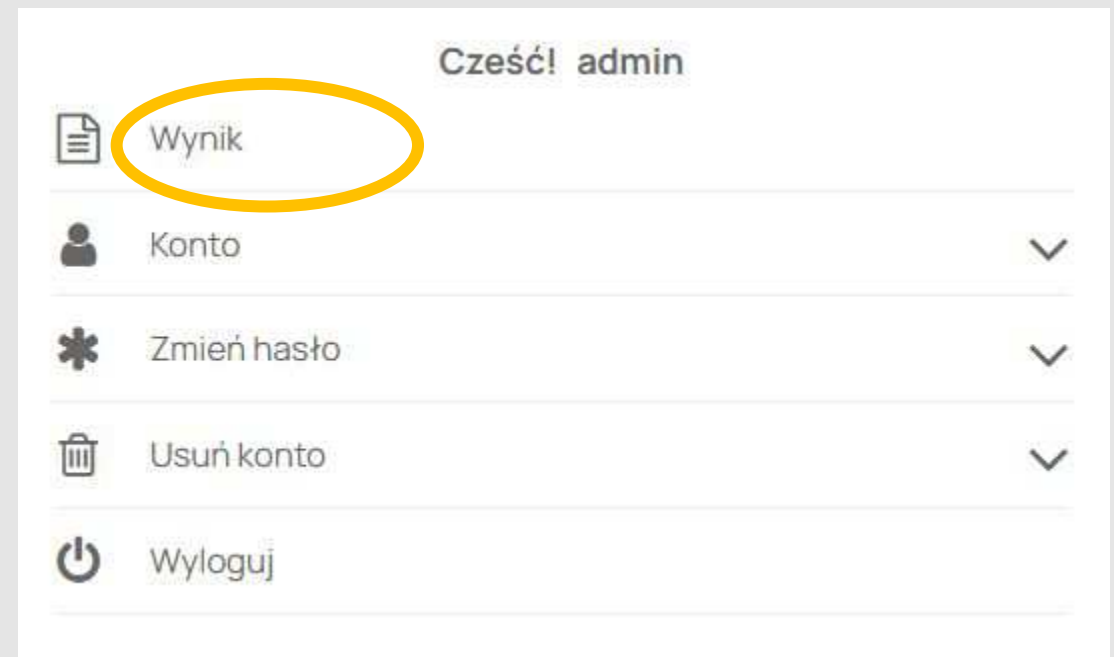 Cześć! admin
Wynik
Konto
Zmień hasło
Usuń konto
Wyloguj